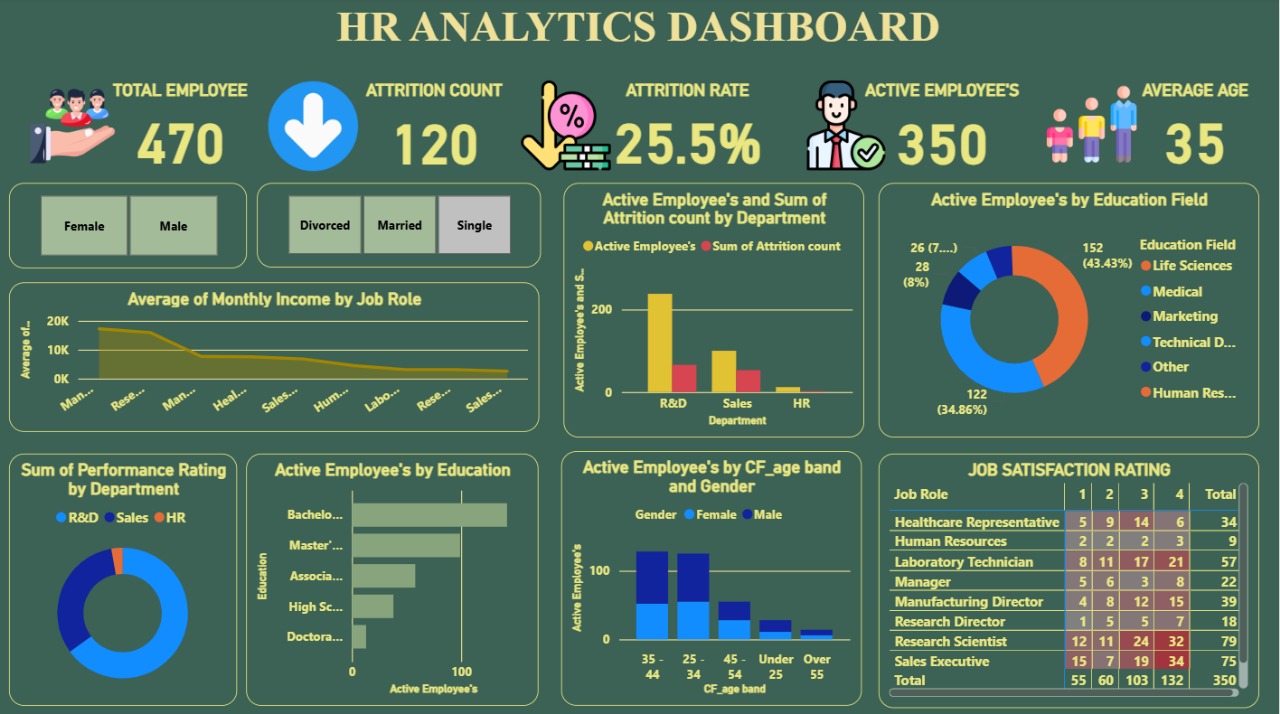 HR ANALYTICS DASHBOARD
TOTAL EMPLOYEE
470
ATTRITION COUNT
120
%
ATTRITION RATE
25.5%
ACTIVE EMPLOYEE'S
350
AVERAGE AGE
35
Female
Male
Divorced
Married
Single
Average of Monthly Income by Job Role
Average of...
20K
10K
0K
Man...
Rese...
Man...
Heal...
Sales...
Hum...
Labo...
Rese...
Sales...
Active Employee's and Sum of
Attrition count by Department
Active Employee's
Sum of Attrition count
Active Employee's and S...
200
0
R&D
Sales
HR
Department
Active Employee's by Education Field
26 (7....)
28
(8%)
152
(43.43%)
122
(34.86%)
Education Field
Life Sciences
Medical
Marketing
Technical D...
Other
Human Res...
Sum of Performance Rating
by Department
R&D
Sales
HR
Active Employee's by Education
Education
Bachelo...
Master'...
Associa...
High Sc...
Doctora...
0
100
Active Employee's
Active Employee's by CF_age band
and Gender
Gender
Female
Male
Active Employee's
100
0
35 -
44
25 -
34
45 -
54
Under
25
Over
55
CF_age band
JOB SATISFACTION RATING
Job Role 1 2 3 4 Total
Healthcare Representative 5 9 14 6 34
Human Resources 2 2 2 3 9
Laboratory Technician 8 11 17 21 57
Manager 5 6 3 8 22
Manufacturing Director 4 8 12 15 39
Research Director 1 5 5 7 18
Research Scientist 12 11 24 32 79
Sales Executive 15 7 19 34 75
Total 55 60 103 132 350